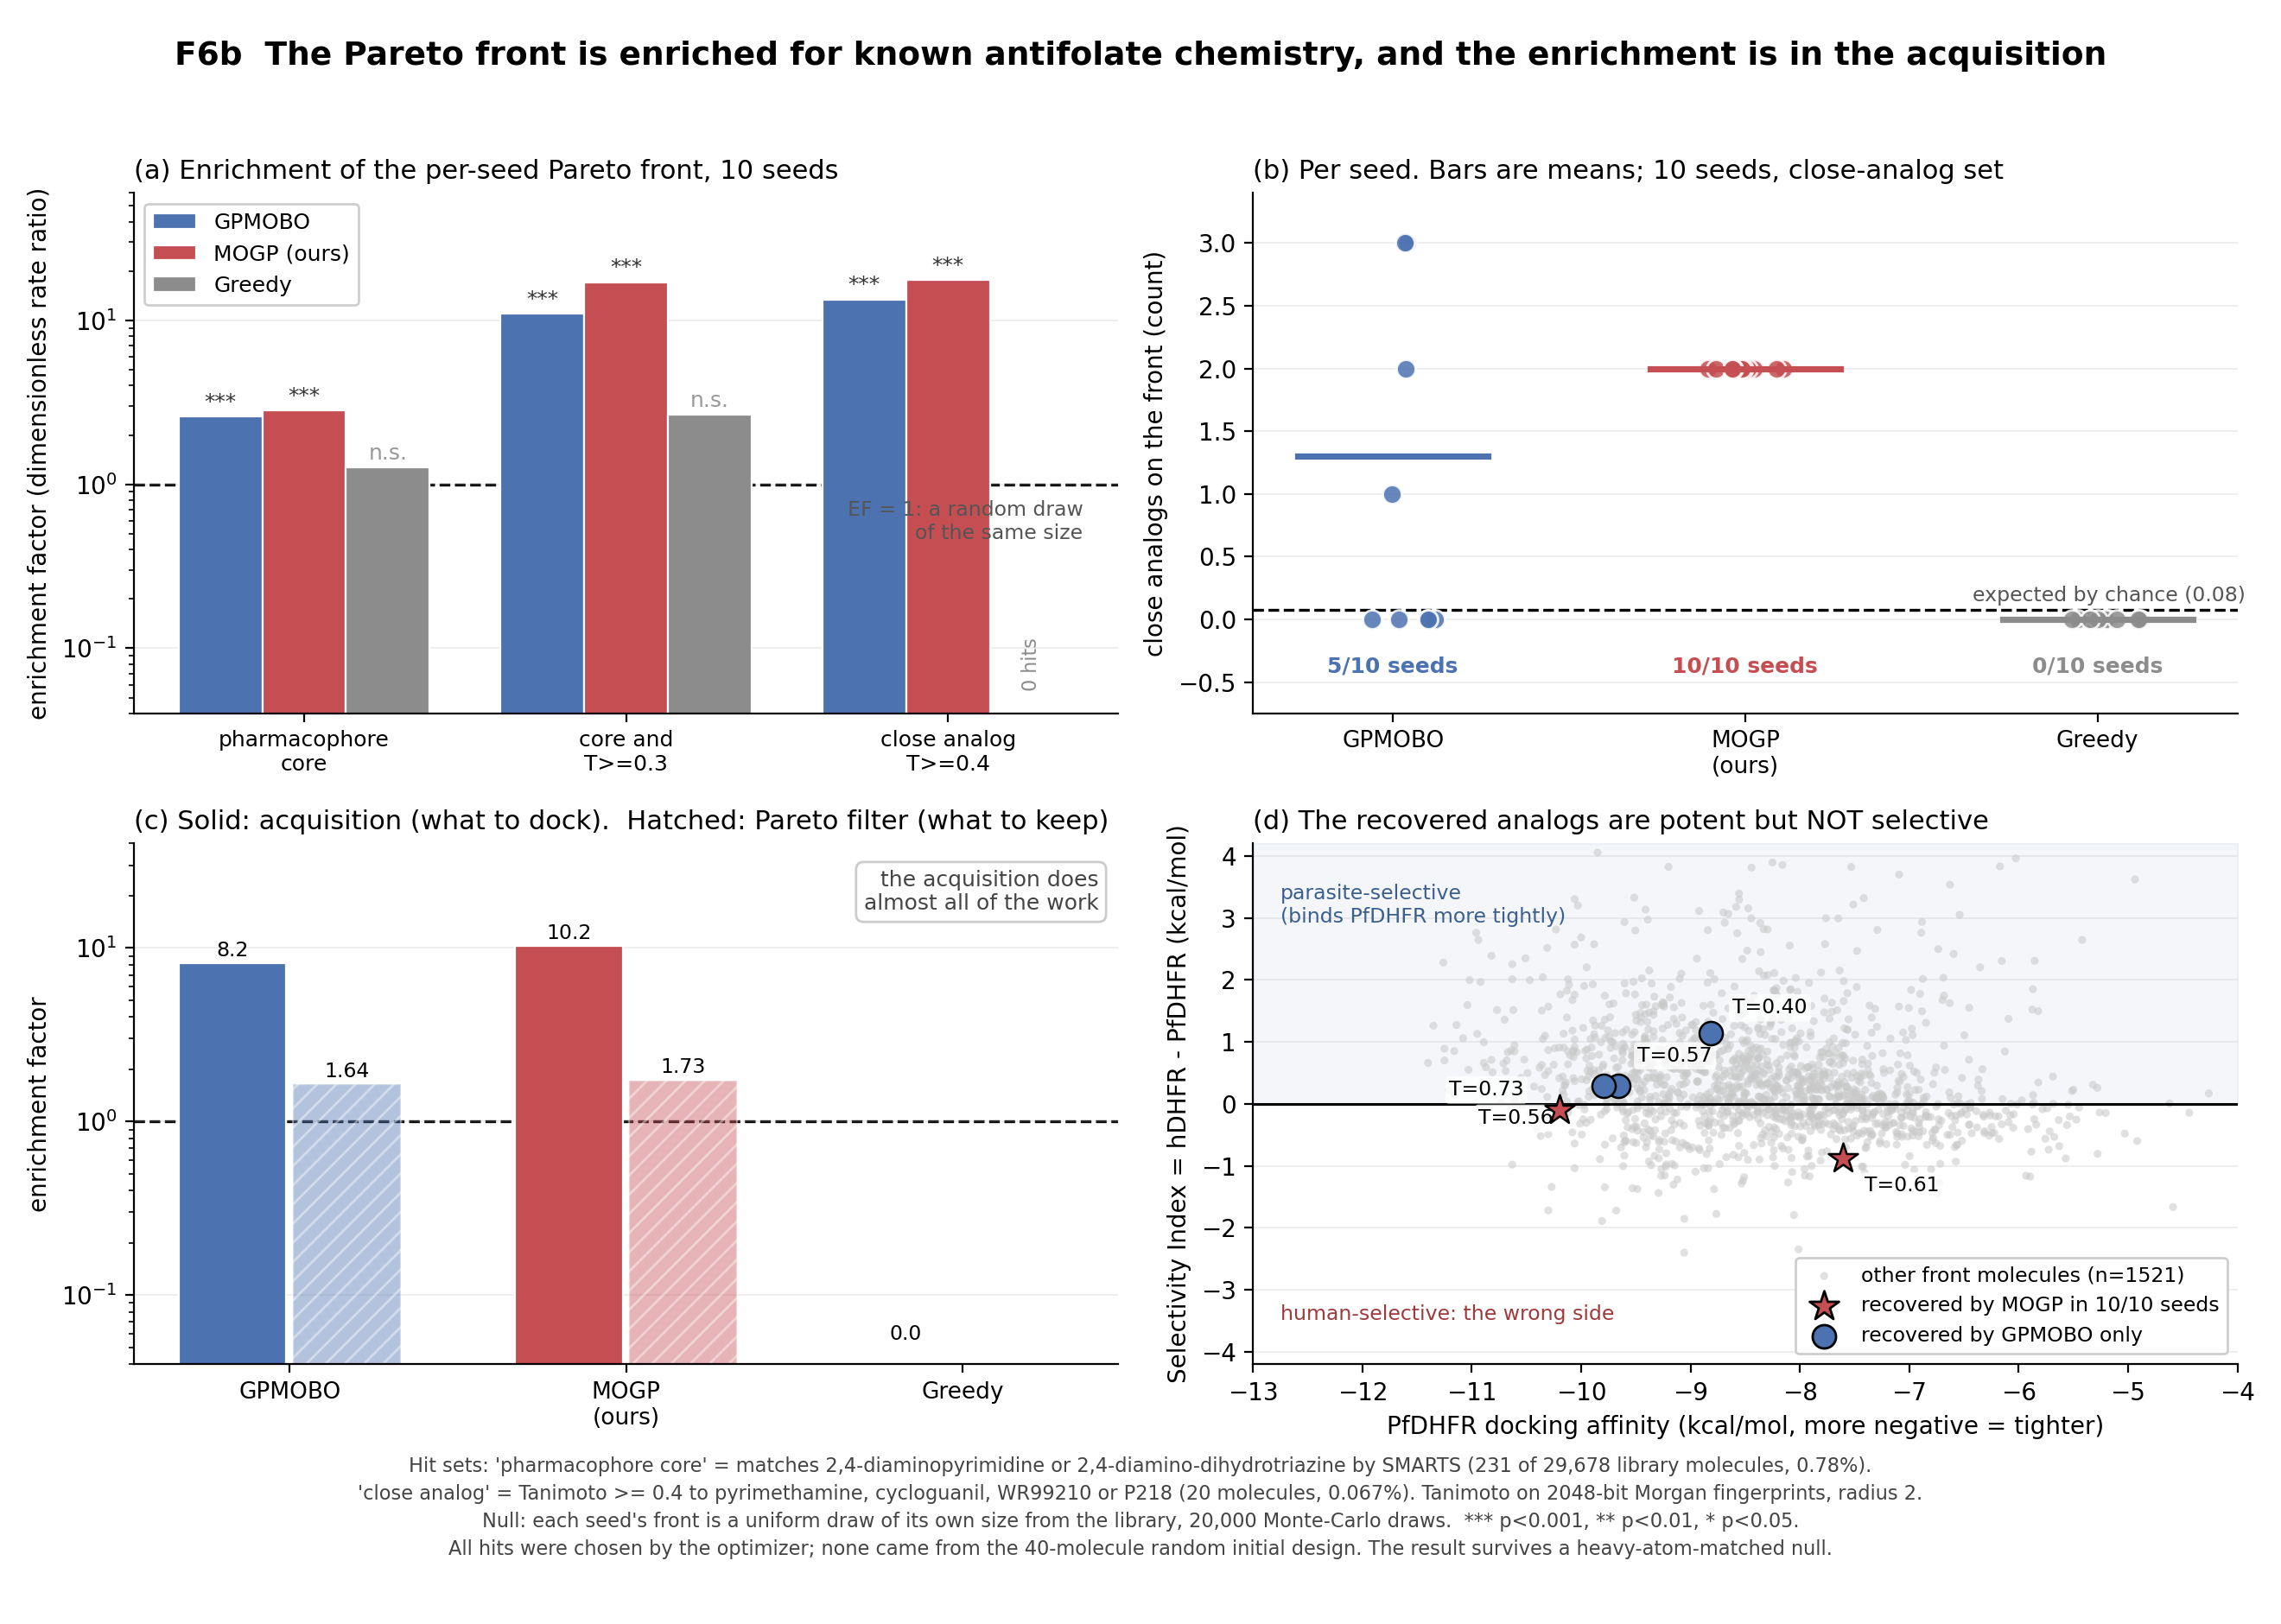 F6b  The Pareto front is enriched for known antifolate chemistry, and the enrichment is in the acquisition
(a) Enrichment of the per-seed Pareto front, 10 seeds
enrichment factor (dimensionless rate ratio)
10¹
10⁰
10⁻¹
GPMOBO
MOGP (ours)
Greedy
***
***
n.s.
***
***
n.s.
***
***
EF = 1: a random draw
of the same size
0 hits
pharmacophore
core
core and
T>=0.3
close analog
T>=0.4
(b) Per seed. Bars are means; 10 seeds, close-analog set
close analogs on the front (count)
3.0
2.5
2.0
1.5
1.0
0.5
0.0
−0.5
expected by chance (0.08)
5/10 seeds
10/10 seeds
0/10 seeds
GPMOBO
MOGP
(ours)
Greedy
(c) Solid: acquisition (what to dock).  Hatched: Pareto filter (what to keep)
enrichment factor
10¹
10⁰
10⁻¹
the acquisition does
almost all of the work
8.2
1.64
10.2
1.73
0.0
GPMOBO
MOGP
(ours)
Greedy
(d) The recovered analogs are potent but NOT selective
Selectivity Index = hDHFR - PfDHFR (kcal/mol)
4
3
2
1
0
−1
−2
−3
−4
parasite-selective
(binds PfDHFR more tightly)
T=0.40
T=0.57
T=0.73
T=0.56
T=0.61
human-selective: the wrong side
other front molecules (n=1521)
recovered by MOGP in 10/10 seeds
recovered by GPMOBO only
−13
−12
−11
−10
−9
−8
−7
−6
−5
−4
PfDHFR docking affinity (kcal/mol, more negative = tighter)
Hit sets: 'pharmacophore core' = matches 2,4-diaminopyrimidine or 2,4-diamino-dihydrotriazine by SMARTS (231 of 29,678 library molecules, 0.78%).
'close analog' = Tanimoto >= 0.4 to pyrimethamine, cycloguanil, WR99210 or P218 (20 molecules, 0.067%). Tanimoto on 2048-bit Morgan fingerprints, radius 2.
Null: each seed's front is a uniform draw of its own size from the library, 20,000 Monte-Carlo draws.  *** p<0.001, ** p<0.01, * p<0.05.
All hits were chosen by the optimizer; none came from the 40-molecule random initial design. The result survives a heavy-atom-matched null.